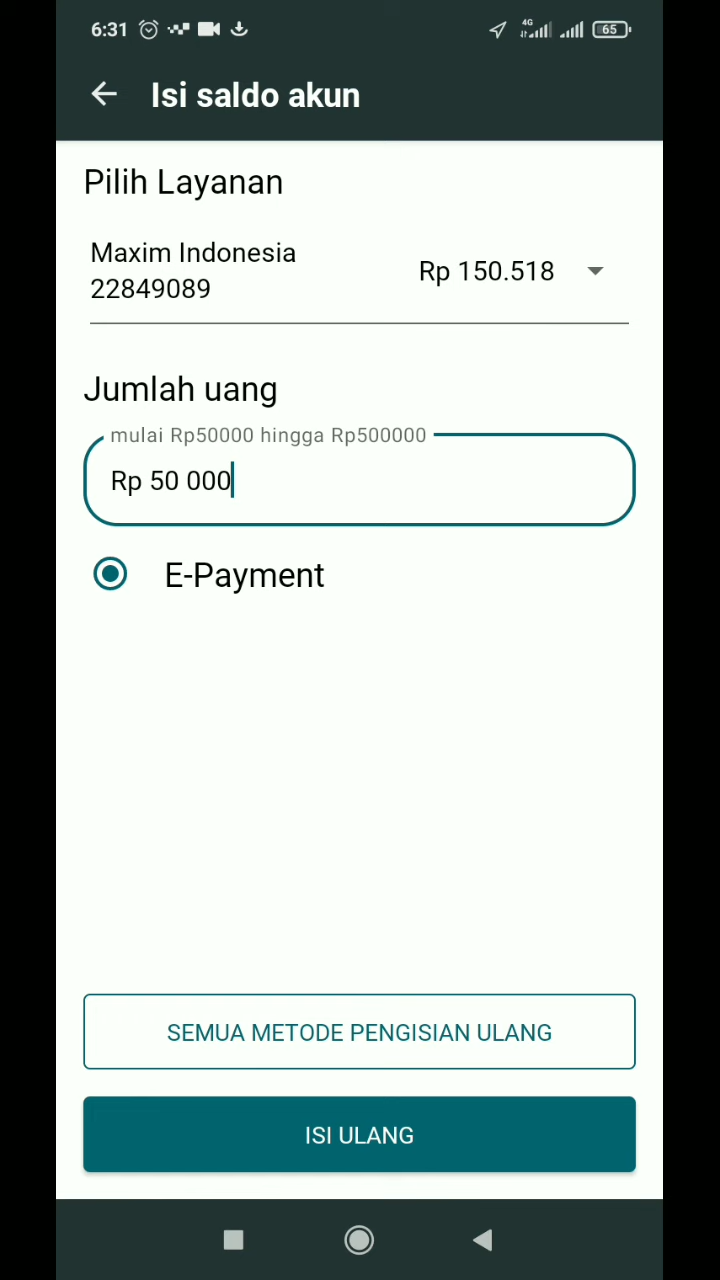 6:31
4G
65
Isi saldo akun
Pilih Layanan
Maxim Indonesia
22849089
Rp 150.518
Jumlah uang
mulai Rp50000 hingga Rp500000
Rp 50 000
E-Payment
SEMUA METODE PENGISIAN ULANG
ISI ULANG